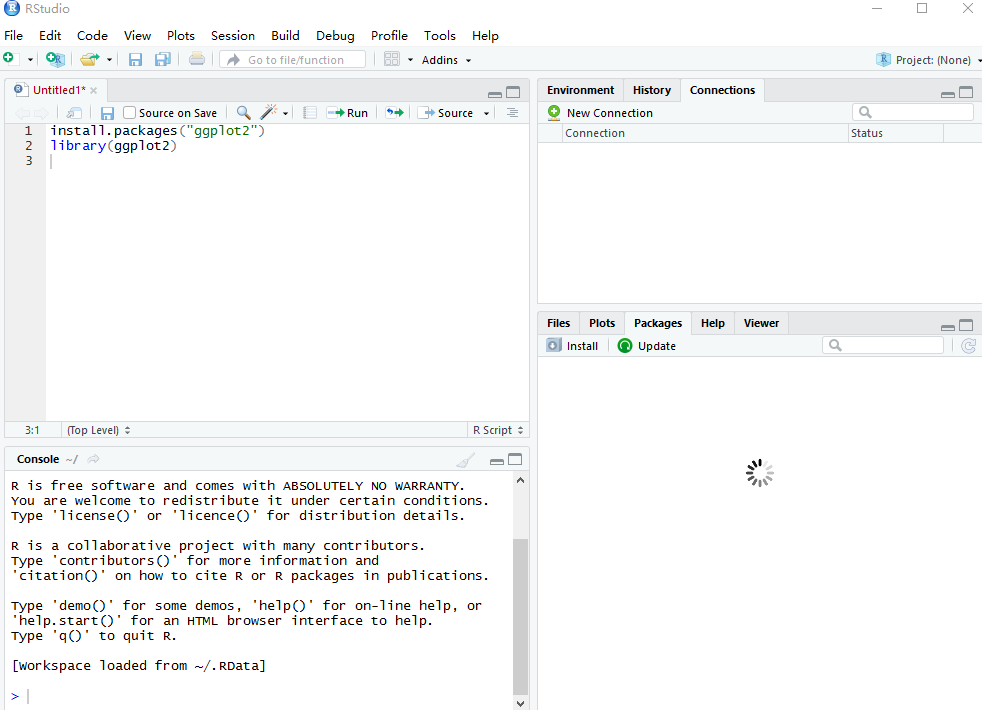 RStudio
File Edit Code View Plots Session Build Debug Profile Tools Help
Go to file/function Addins Project: (None)
Untitled1*
Source on Save Run Source
1 install.packages("ggplot2")
2 library(ggplot2)
3
3:1 (Top Level) R Script
Console ~/
R is free software and comes with ABSOLUTELY NO WARRANTY.
You are welcome to redistribute it under certain conditions.
Type 'license()' or 'licence()' for distribution details.
R is a collaborative project with many contributors.
Type 'contributors()' for more information and
'citation()' on how to cite R or R packages in publications.
Type 'demo()' for some demos, 'help()' for on-line help, or
'help.start()' for an HTML browser interface to help.
Type 'q()' to quit R.
[Workspace loaded from ~/.RData]
>
Environment History Connections
New Connection
Connection Status
Files Plots Packages Help Viewer
Install Update